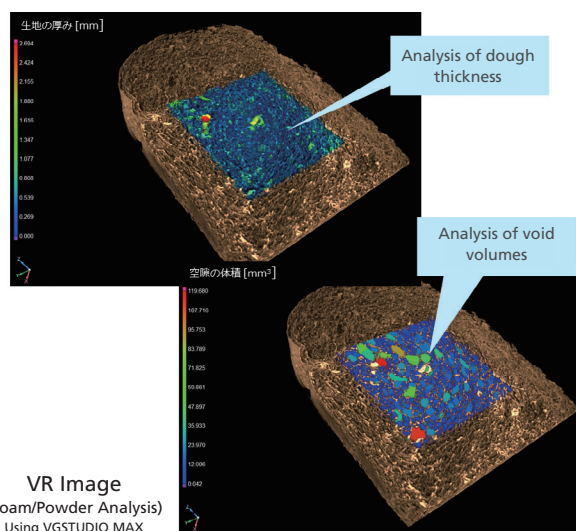 生地の厚み [mm]
2.694
2.424
2.155
1.886
1.616
1.347
1.077
0.808
0.539
0.269
0.000
Analysis of dough
thickness
Analysis of void
volumes
空隙の体積 [mm³]
119.680
107.710
95.753
83.789
71.825
59.861
47.897
35.933
23.970
12.006
0.042
VR Image
oam/Powder Analysis)
Using VGSTUDIO MAX